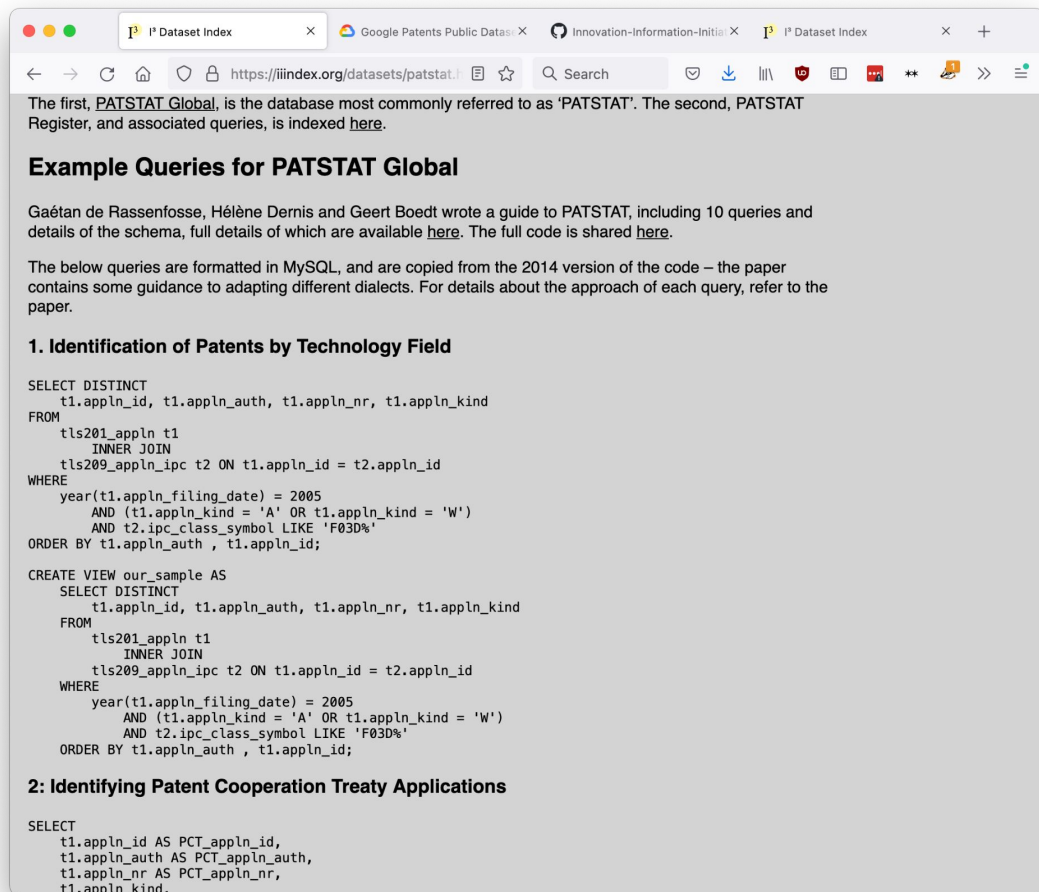 I³ I³ Dataset Index
Google Patents Public Datase
Innovation-Information-Initiat
I³ I³ Dataset Index
https://iiindex.org/datasets/patstat.h
Search
1
The first, PATSTAT Global, is the database most commonly referred to as ‘PATSTAT’. The second, PATSTAT
Register, and associated queries, is indexed here.
Example Queries for PATSTAT Global
Gaétan de Rassenfosse, Hélène Dernis and Geert Boedt wrote a guide to PATSTAT, including 10 queries and
details of the schema, full details of which are available here. The full code is shared here.
The below queries are formatted in MySQL, and are copied from the 2014 version of the code – the paper
contains some guidance to adapting different dialects. For details about the approach of each query, refer to the
paper.
1. Identification of Patents by Technology Field
SELECT DISTINCT
t1.appln_id, t1.appln_auth, t1.appln_nr, t1.appln_kind
FROM
tls201_appln t1
INNER JOIN
tls209_appln_ipc t2 ON t1.appln_id = t2.appln_id
WHERE
year(t1.appln_filing_date) = 2005
AND (t1.appln_kind = 'A' OR t1.appln_kind = 'W')
AND t2.ipc_class_symbol LIKE 'F03D%'
ORDER BY t1.appln_auth , t1.appln_id;
CREATE VIEW our_sample AS
SELECT DISTINCT
t1.appln_id, t1.appln_auth, t1.appln_nr, t1.appln_kind
FROM
tls201_appln t1
INNER JOIN
tls209_appln_ipc t2 ON t1.appln_id = t2.appln_id
WHERE
year(t1.appln_filing_date) = 2005
AND (t1.appln_kind = 'A' OR t1.appln_kind = 'W')
AND t2.ipc_class_symbol LIKE 'F03D%'
ORDER BY t1.appln_auth , t1.appln_id;
2: Identifying Patent Cooperation Treaty Applications
SELECT
t1.appln_id AS PCT_appln_id,
t1.appln_auth AS PCT_appln_auth,
t1.appln_nr AS PCT_appln_nr,
t1.appln_kind,